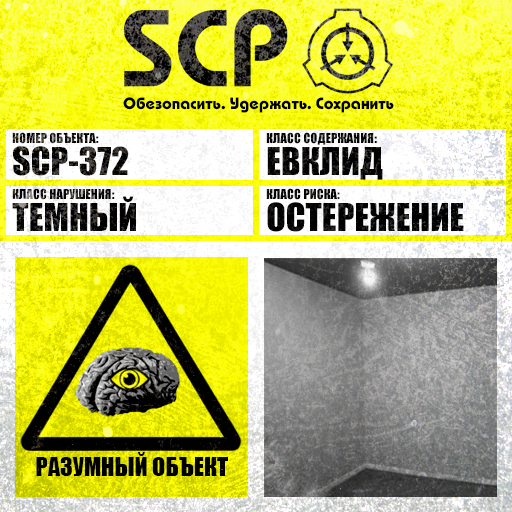 SCP
Обезопасить. Удержать. Сохранить
НОМЕР ОБЪЕКТА:
SCP-372
КЛАСС СОДЕРЖАНИЯ:
ЕВКЛИД
КЛАСС НАРУШЕНИЯ:
ТЕМНЫЙ
КЛАСС РИСКА:
ОСТЕРЕЖЕНИЕ
РАЗУМНЫЙ ОБЪЕКТ